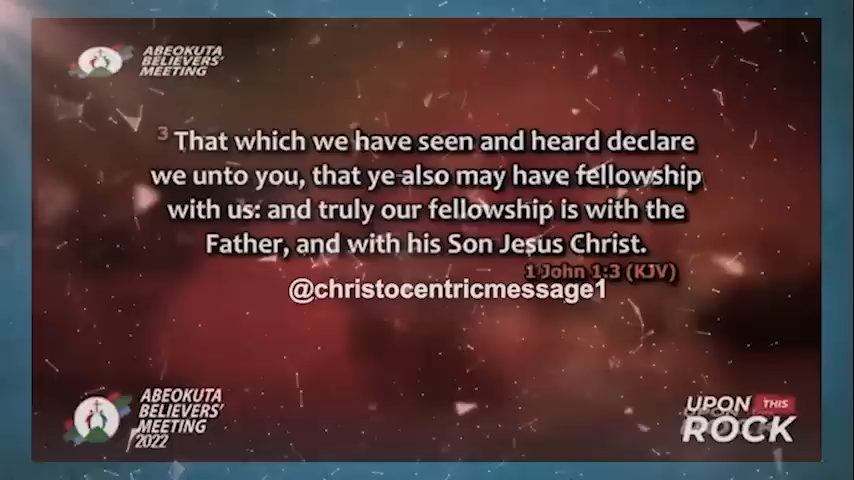 ABEOKUTA
BELIEVERS'
MEETING
3 That which we have seen and heard declare
we unto you, that ye also may have fellowship
with us: and truly our fellowship is with the
Father, and with his Son Jesus Christ.
1 John 1:3 (KJV)
@christocentricmessage1
ABEOKUTA
BELIEVERS'
MEETING
2022
UPON THIS
ROCK